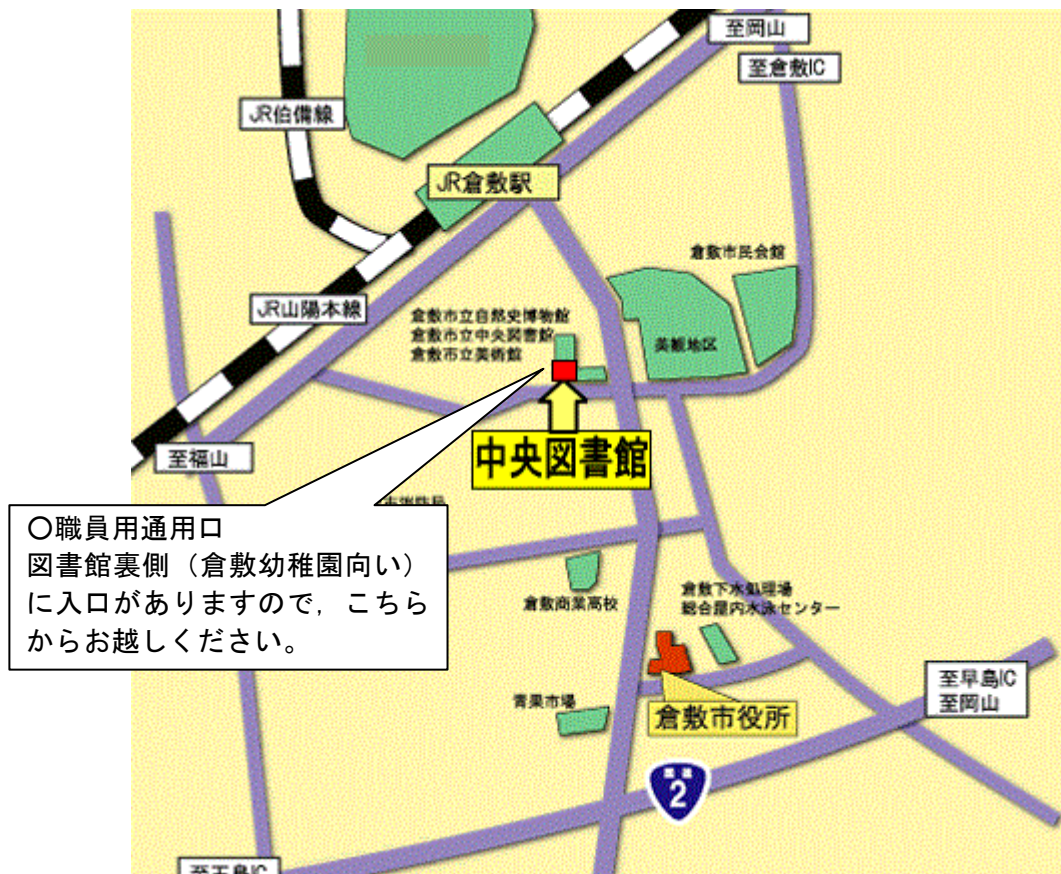 至岡山
至倉敷IC
JR伯備線
JR倉敷駅
倉敷市民会館
JR山陽本線
倉敷市立自然史博物館
倉敷市立中央図書館
倉敷市立美術館
美観地区
中央図書館
至福山
〇職員用通用口
図書館裏側（倉敷幼稚園向い）
に入口がありますので，こちら
からお越しください。
倉敷商業高校
倉敷下水処理場
総合屋内水泳センター
至早島IC
至岡山
青果市場
倉敷市役所
国道
2
至玉島IC